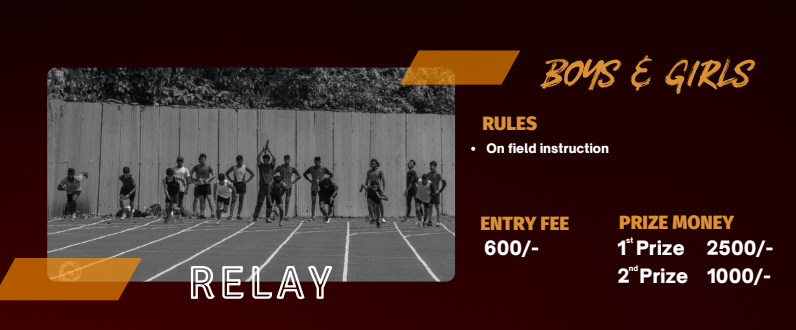 BOYS & GIRLS
RULES
• On field instruction
ENTRY FEE
600/-
PRIZE MONEY
1st Prize 2500/-
2nd Prize 1000/-
RELAY